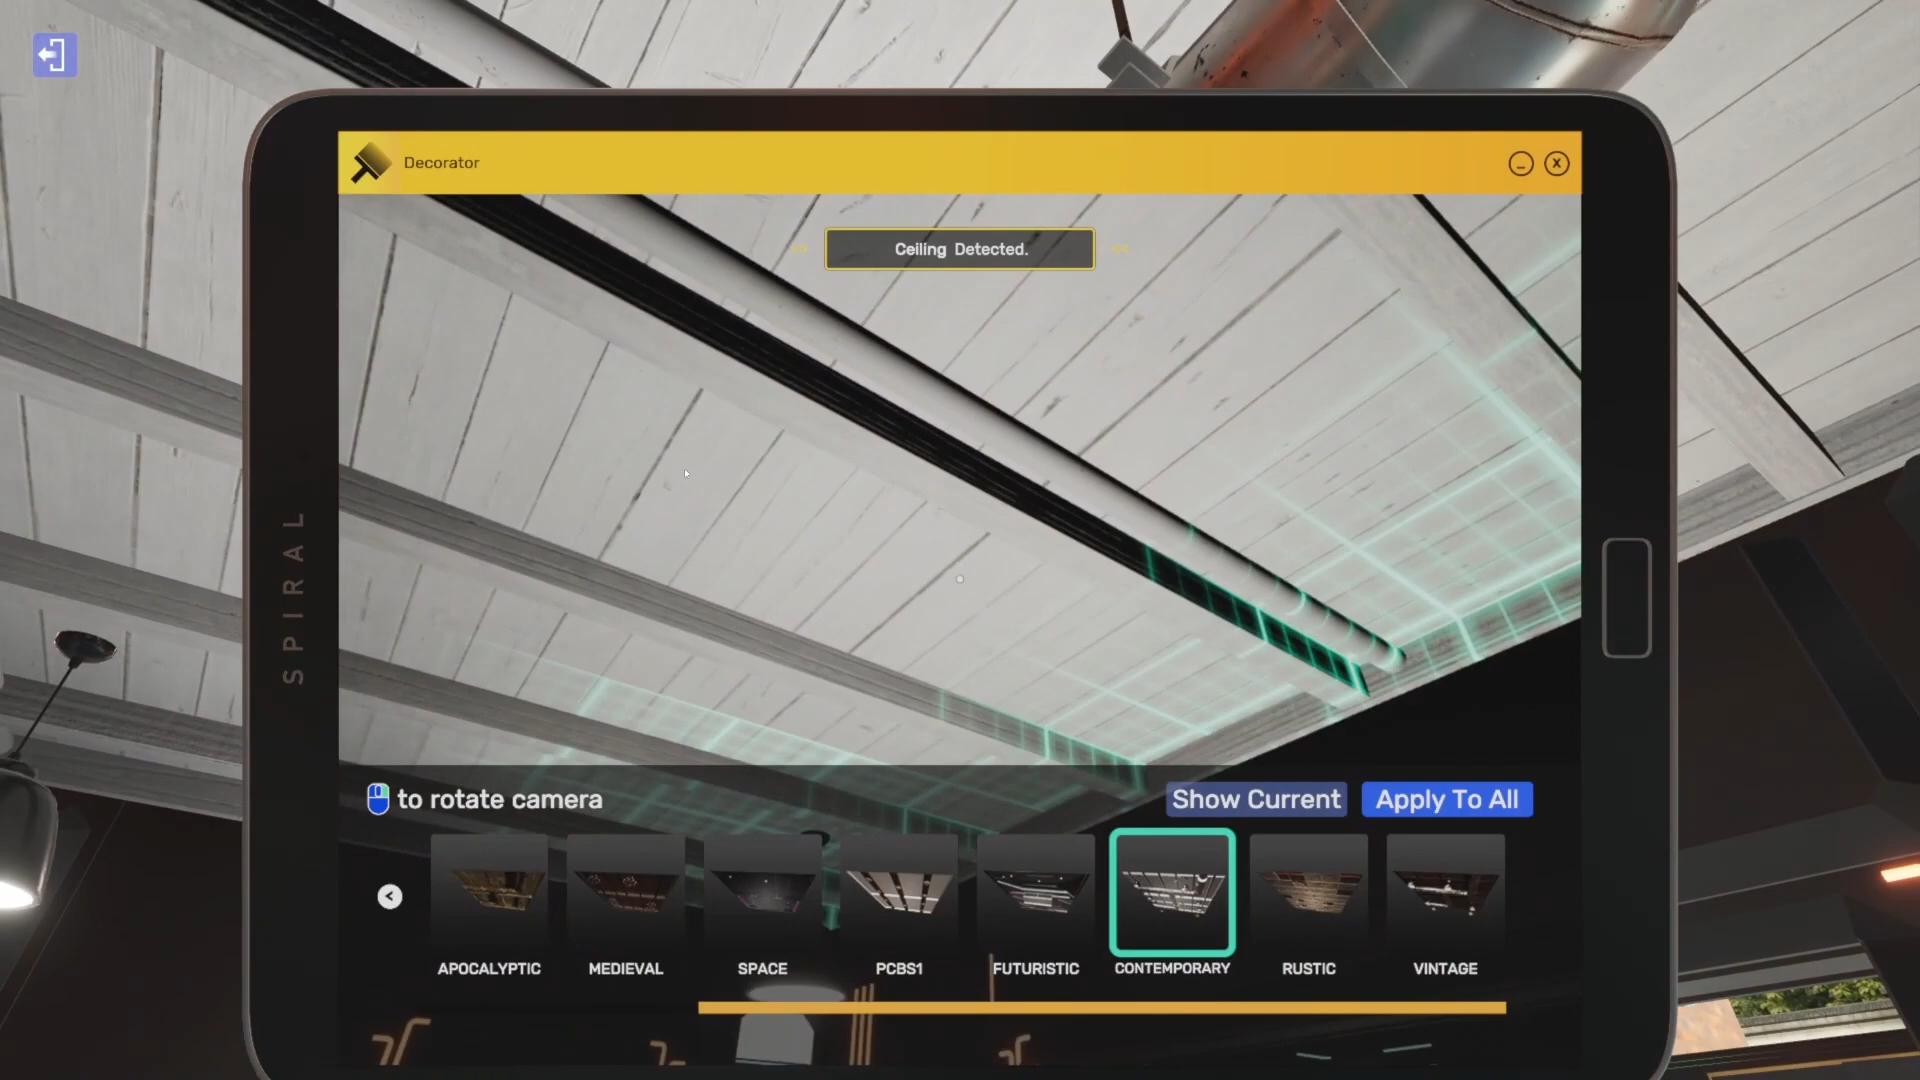 Decorator
Ceiling Detected.
SPIRAL
to rotate camera
Show Current
Apply To All
APOCALYPTIC
MEDIEVAL
SPACE
PCBS1
FUTURISTIC
CONTEMPORARY
RUSTIC
VINTAGE